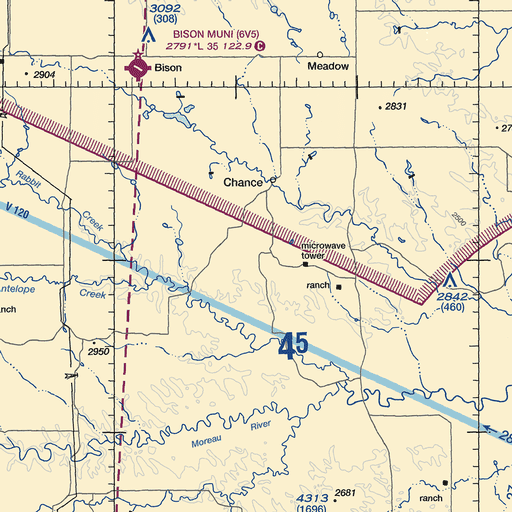 3092
(308)
BISON MUNI (6V5)
2791 *L 35 122.9 C
Bison
Meadow
2904
2831
Chance
Rabbit
Creek
V 120
2500
microwave
tower
ranch
Antelope
Creek
2842
(460)
45
2950
Moreau
River
2681
4313
(1696)
ranch